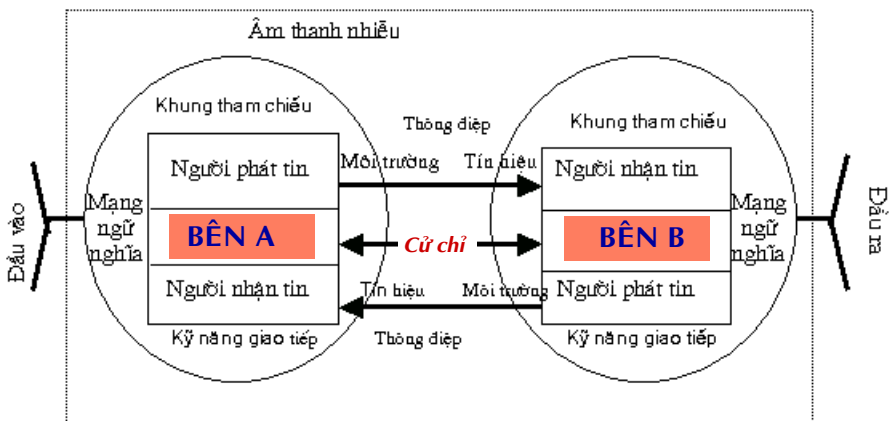 Âm thanh nhiễu
Khung tham chiếu
Thông điệp
Khung tham chiếu
Người phát tin
Môi trường
Tín hiệu
Người nhận tin
Đầu vào
Mạng
ngữ
nghĩa
BÊN A
Cử chỉ
BÊN B
Mạng
ngữ
nghĩa
Đầu ra
Người nhận tin
Tín hiệu
Môi trường
Người phát tin
Kỹ năng giao tiếp
Thông điệp
Kỹ năng giao tiếp